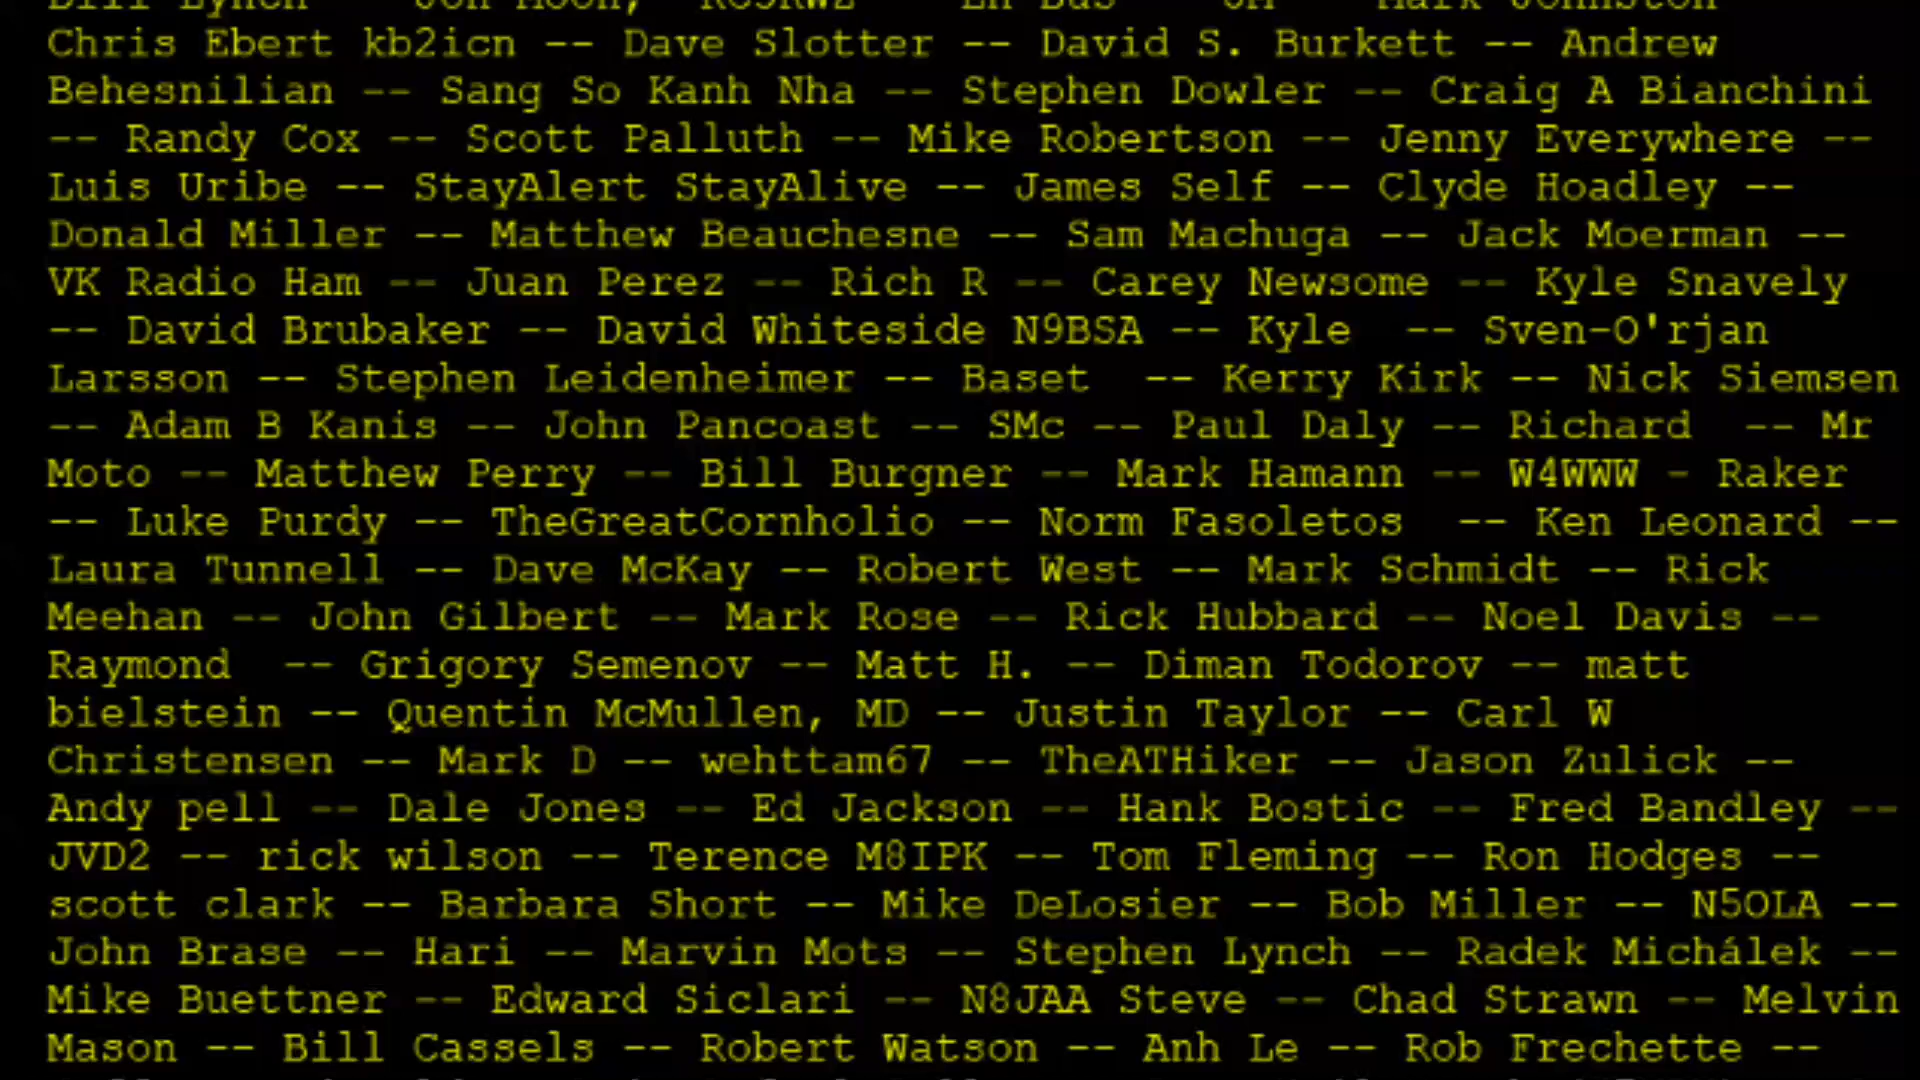 Bill Lynch -- Jon Moon, -- -- Mark Johnston
Chris Ebert kb2icn -- Dave Slotter -- David S. Burkett -- Andrew
Behesnilian -- Sang So Kanh Nha -- Stephen Dowler -- Craig A Bianchini
-- Randy Cox -- Scott Palluth -- Mike Robertson -- Jenny Everywhere --
Luis Uribe -- StayAlert StayAlive -- James Self -- Clyde Hoadley --
Donald Miller -- Matthew Beauchesne -- Sam Machuga -- Jack Moerman --
VK Radio Ham -- Juan Perez -- Rich R -- Carey Newsome -- Kyle Snavely
-- David Brubaker -- David Whiteside N9BSA -- Kyle  -- Sven-O'rjan
Larsson -- Stephen Leidenheimer -- Baset  -- Kerry Kirk -- Nick Siemsen
-- Adam B Kanis -- John Pancoast -- SMc -- Paul Daly -- Richard  -- Mr
Moto -- Matthew Perry -- Bill Burgner -- Mark Hamann -- W4WWW - Raker
-- Luke Purdy -- TheGreatCornholio -- Norm Fasoletos  -- Ken Leonard --
Laura Tunnell -- Dave McKay -- Robert West -- Mark Schmidt -- Rick
Meehan -- John Gilbert -- Mark Rose -- Rick Hubbard -- Noel Davis --
Raymond  -- Grigory Semenov -- Matt H. -- Diman Todorov -- matt
bielstein -- Quentin McMullen, MD -- Justin Taylor -- Carl W
Christensen -- Mark D -- wehttam67 -- TheATHiker -- Jason Zulick --
Andy pell -- Dale Jones -- Ed Jackson -- Hank Bostic -- Fred Bandley --
JVD2 -- rick wilson -- Terence M8IPK -- Tom Fleming -- Ron Hodges --
scott clark -- Barbara Short -- Mike DeLosier -- Bob Miller -- N5OLA --
John Brase -- Hari -- Marvin Mots -- Stephen Lynch -- Radek Michálek --
Mike Buettner -- Edward Siclari -- N8JAA Steve -- Chad Strawn -- Melvin
Mason -- Bill Cassels -- Robert Watson -- Anh Le -- Rob Frechette --